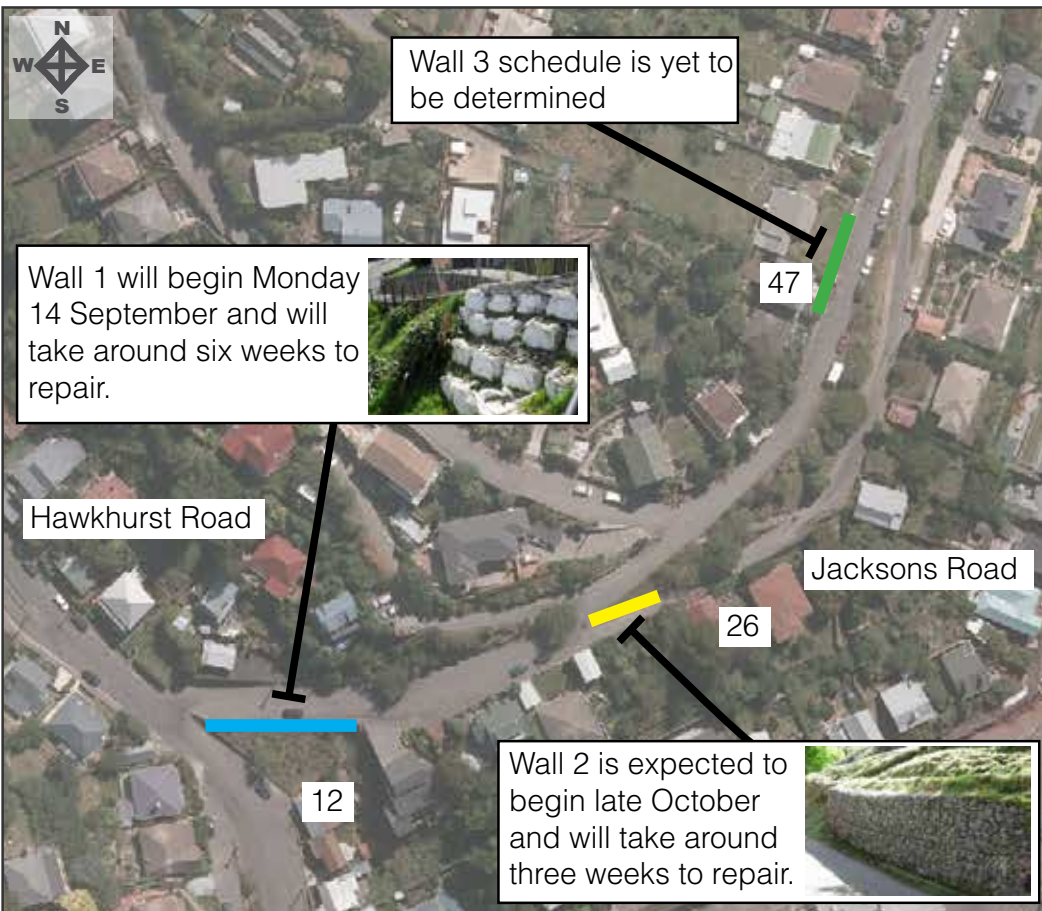 N
W E
S
Wall 3 schedule is yet to
be determined
47
Wall 1 will begin Monday
14 September and will
take around six weeks to
repair.
Hawkhurst Road
Jacksons Road
26
12
Wall 2 is expected to
begin late October
and will take around
three weeks to repair.